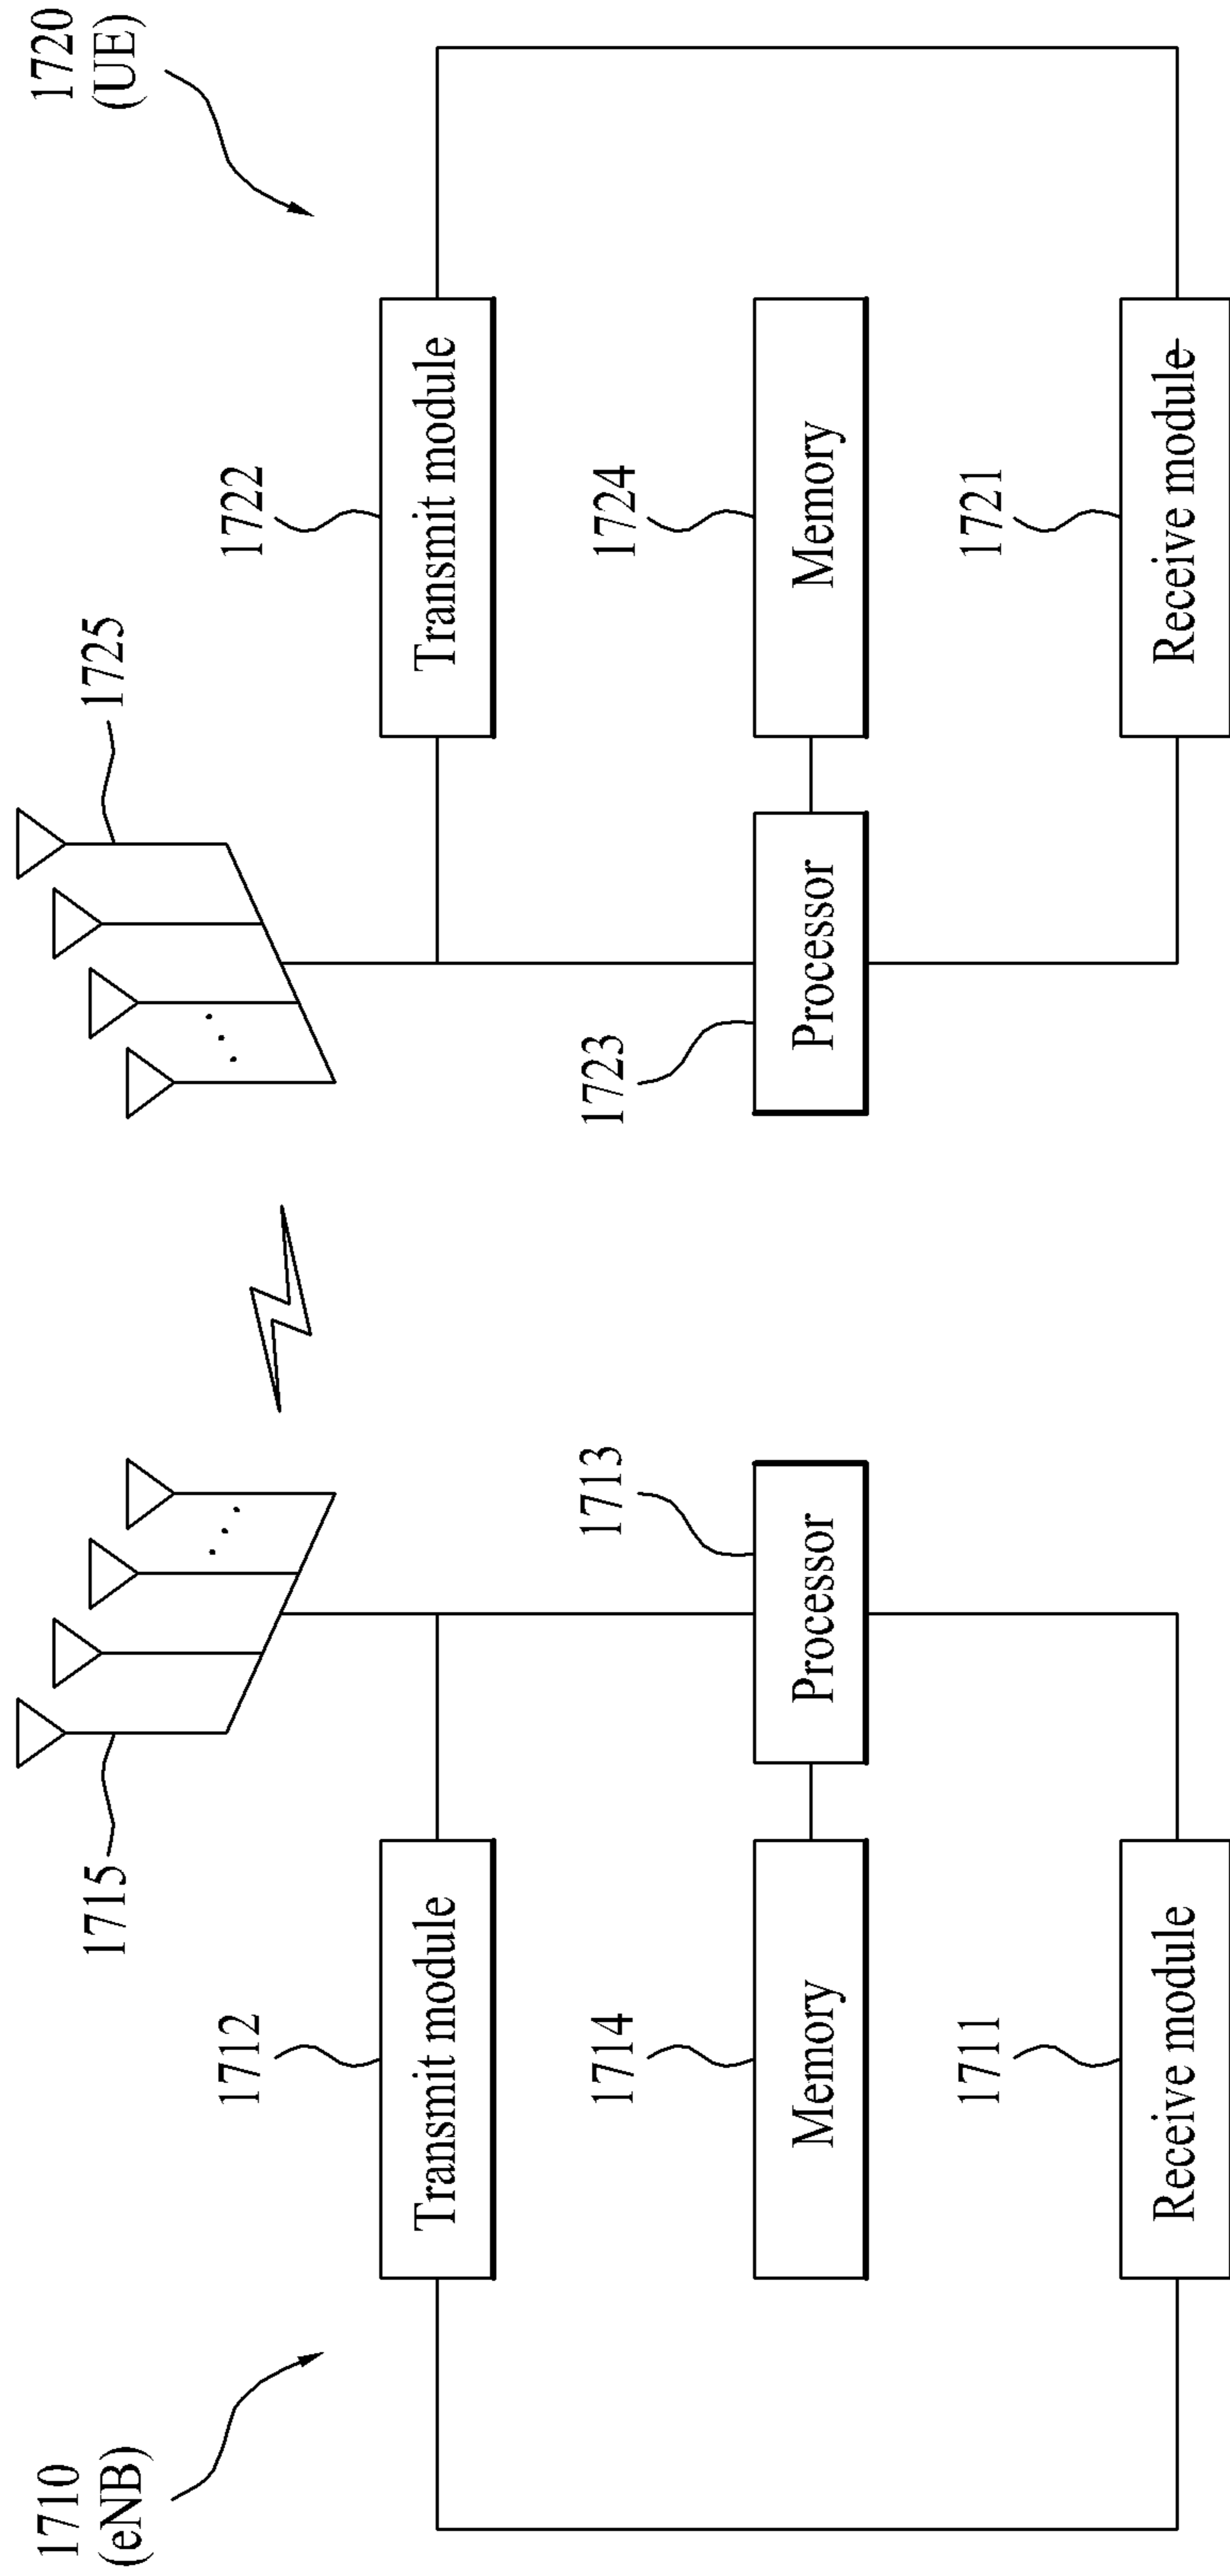 1710
(eNB)
1720
(UE)
1715
1725
1712
Transmit module
1722
Transmit module
1713
1723
1714
Memory
Processor
Processor
1724
Memory
1711
Receive module
1721
Receive module